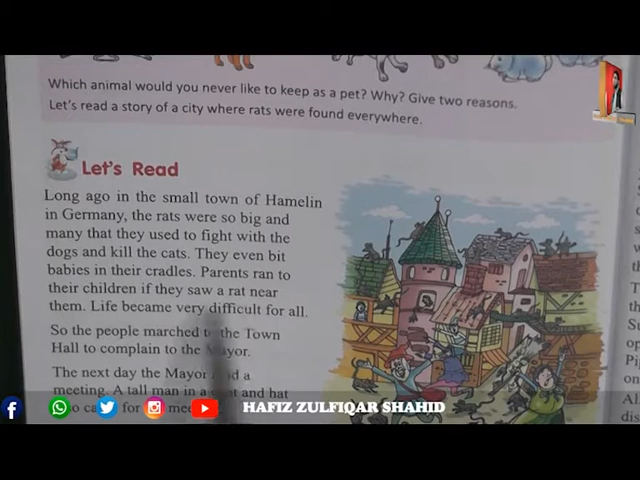 Which animal would you never like to keep as a pet? Why? Give two reasons.
Let's read a story of a city where rats were found everywhere.
Let's Read
Long ago in the small town of Hamelin
in Germany, the rats were so big and
many that they used to fight with the
dogs and kill the cats. They even bit
babies in their cradles. Parents ran to
their children if they saw a rat near
them. Life became very difficult for all.
So the people marched to the Town
Hall to complain to the Mayor.
The next day the Mayor had a
meeting. A tall man in a and hat
for
HAFIZ ZULFIQAR SHAHID